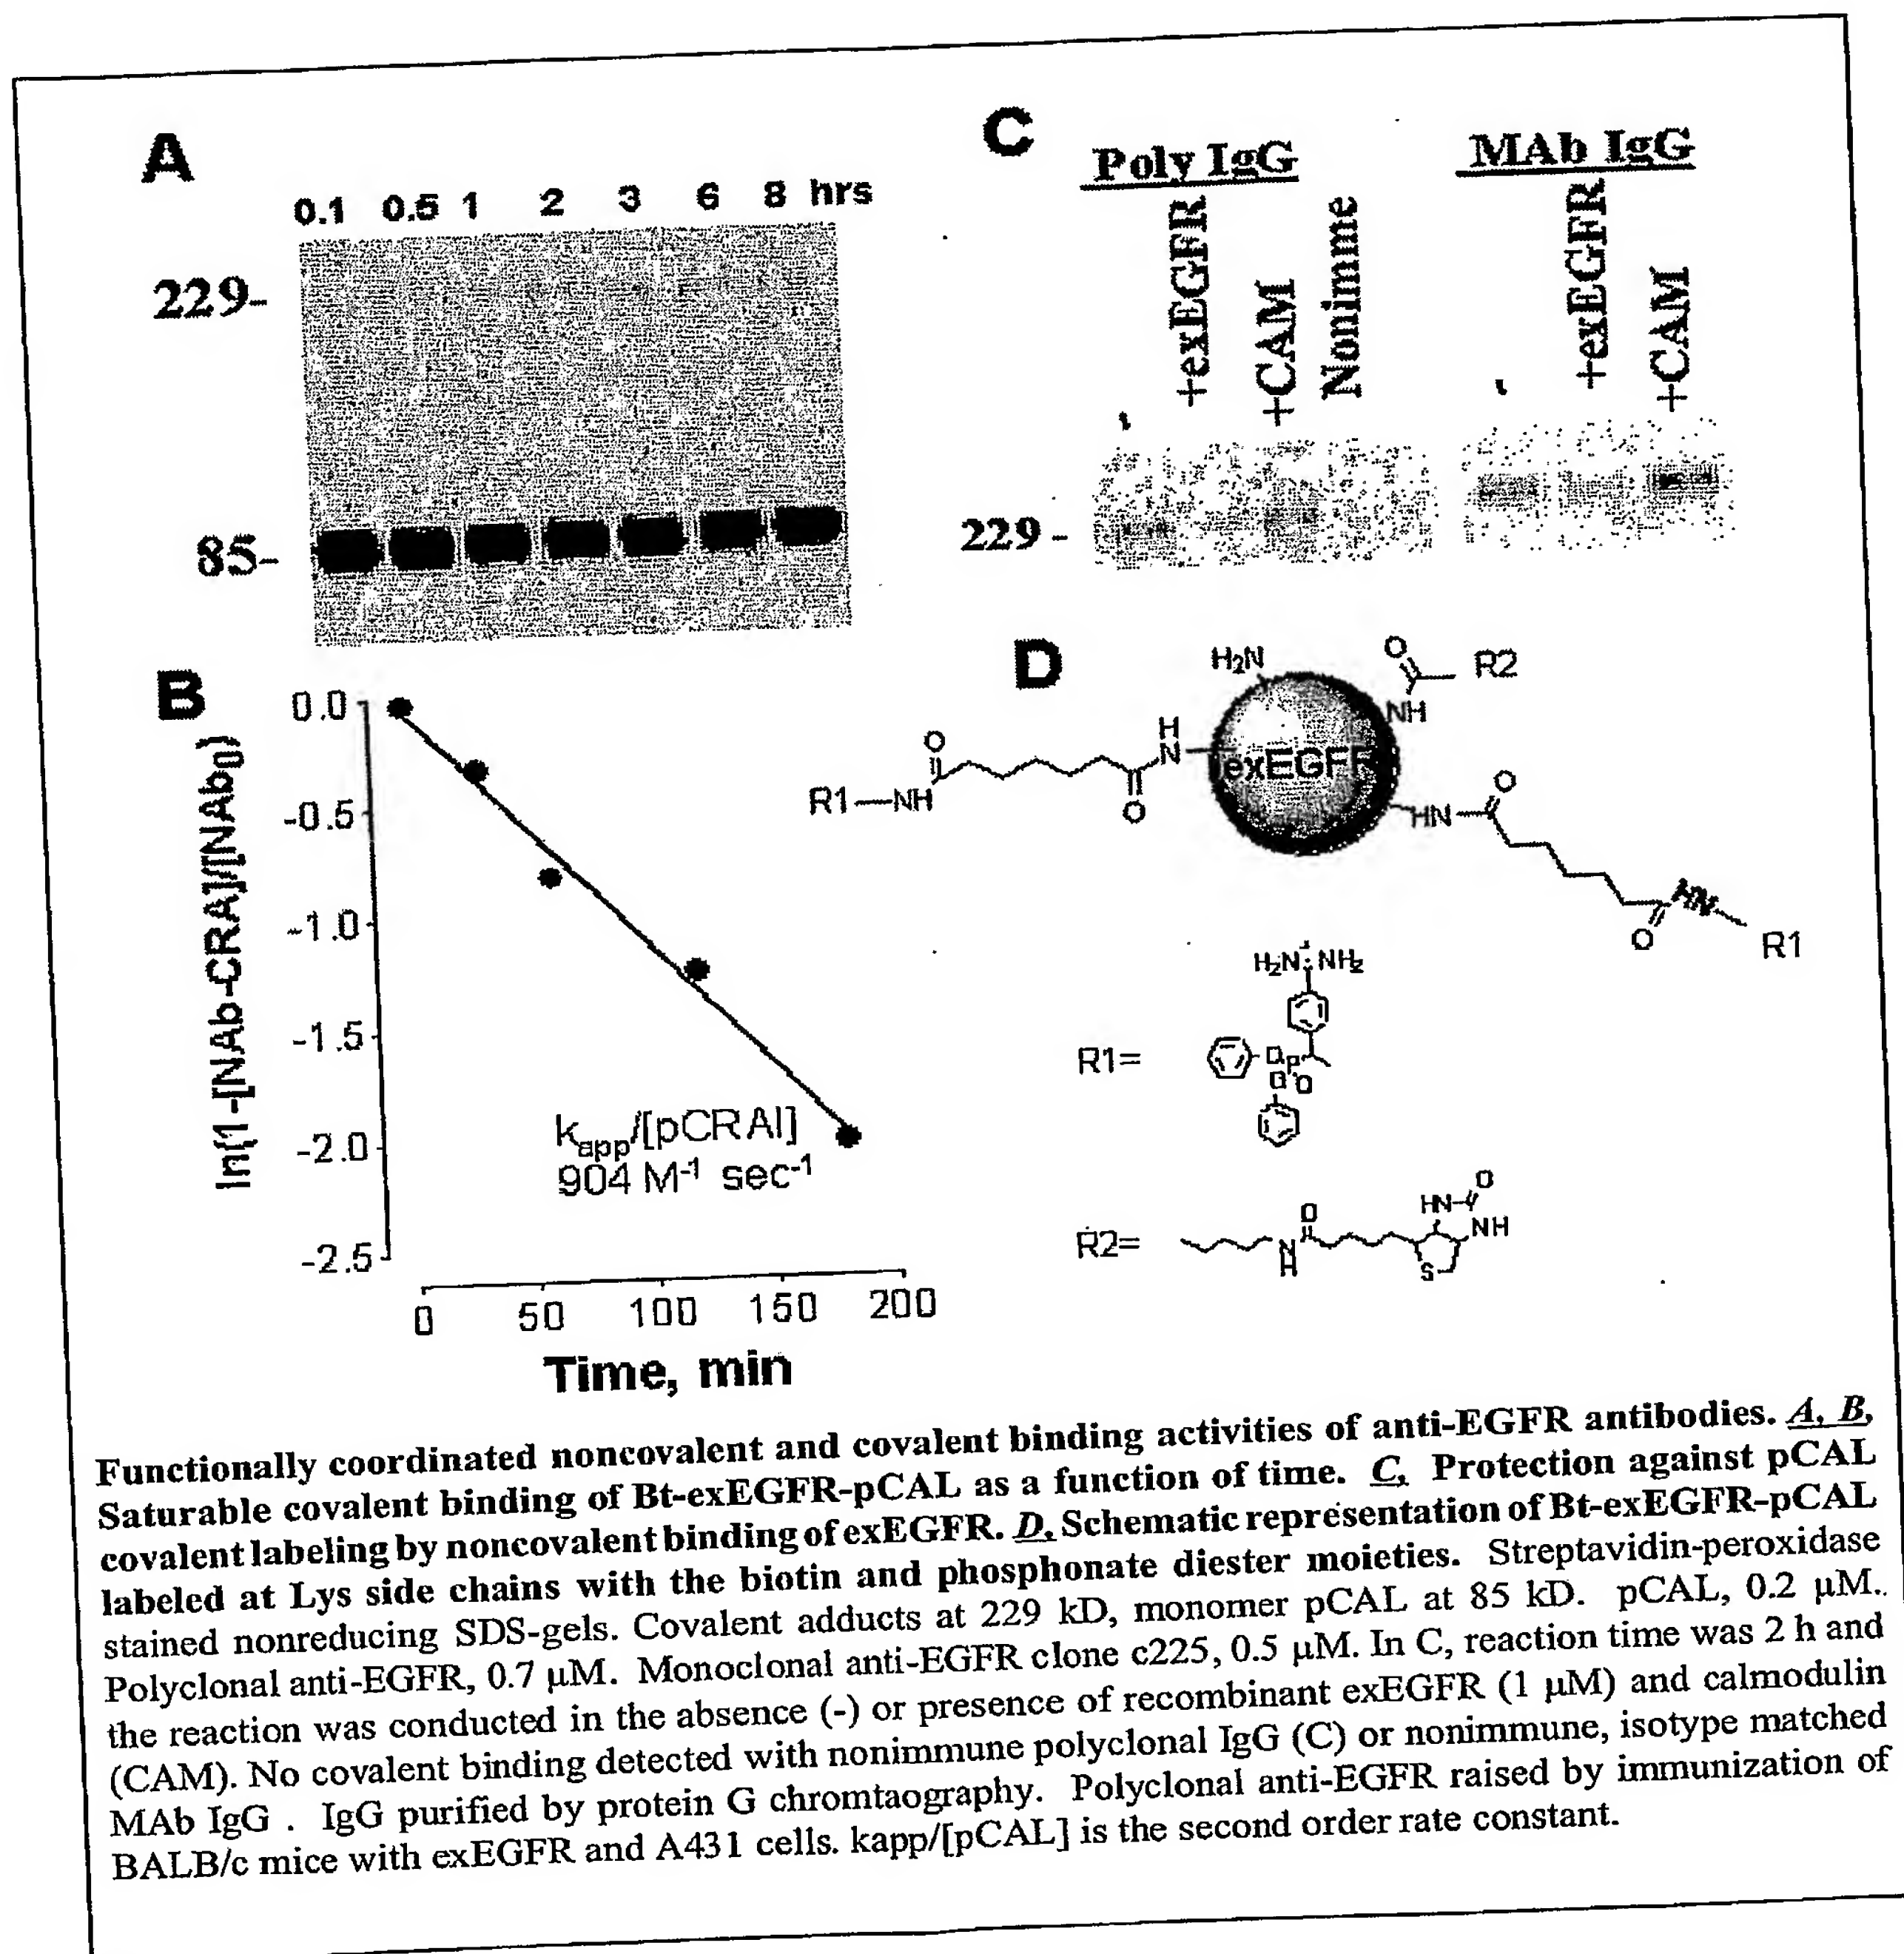 A
0.1 0.5 1 2 3 6 8 hrs
229-
85-
B
0.0
-0.5
-1.0
-1.5
-2.0
-2.5
ln(1-[NAb-CRA]/[NAb0)
kapp/[pCRAI]
904 M-1 sec-1
0 50 100 150 200
Time, min
C
Poly IgG
MAb IgG
+exEGFR
+CAM
Nonimme
+exEGFR
+CAM
229 -
D
H2N
O
R2
NH
H
N
exEGFR
O
O
R1—NH
HN
O
O
R1
H2N NH2
R1=
O
P
O
O
R2=
O
N
H
HN
O
NH
S
Functionally coordinated noncovalent and covalent binding activities of anti-EGFR antibodies. A, B,
Saturable covalent binding of Bt-exEGFR-pCAL as a function of time. C, Protection against pCAL
covalent labeling by noncovalent binding of exEGFR. D, Schematic representation of Bt-exEGFR-pCAL
labeled at Lys side chains with the biotin and phosphonate diester moieties. Streptavidin-peroxidase
stained nonreducing SDS-gels. Covalent adducts at 229 kD, monomer pCAL at 85 kD. pCAL, 0.2 µM..
Polyclonal anti-EGFR, 0.7 µM. Monoclonal anti-EGFR clone c225, 0.5 µM. In C, reaction time was 2 h and
the reaction was conducted in the absence (-) or presence of recombinant exEGFR (1 µM) and calmodulin
(CAM). No covalent binding detected with nonimmune polyclonal IgG (C) or nonimmune, isotype matched
MAb IgG . IgG purified by protein G chromtaography. Polyclonal anti-EGFR raised by immunization of
BALB/c mice with exEGFR and A431 cells. kapp/[pCAL] is the second order rate constant.